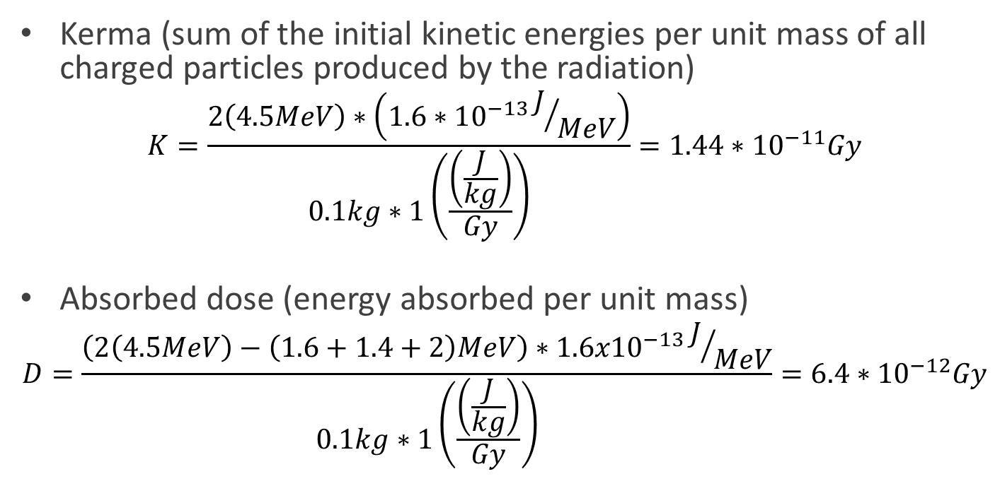 • Kerma (sum of the initial kinetic energies per unit mass of all
charged particles produced by the radiation)
K = \frac{2(4.5MeV) * \left(1.6 * 10^{-13} {}^{J}/_{MeV}\right)}{0.1kg * 1\left(\frac{\left(\frac{J}{kg}\right)}{Gy}\right)} = 1.44 * 10^{-11}Gy
• Absorbed dose (energy absorbed per unit mass)
D = \frac{(2(4.5MeV) − (1.6 + 1.4 + 2)MeV) * 1.6x10^{-13} {}^{J}/_{MeV}}{0.1kg * 1\left(\frac{\left(\frac{J}{kg}\right)}{Gy}\right)} = 6.4 * 10^{-12}Gy